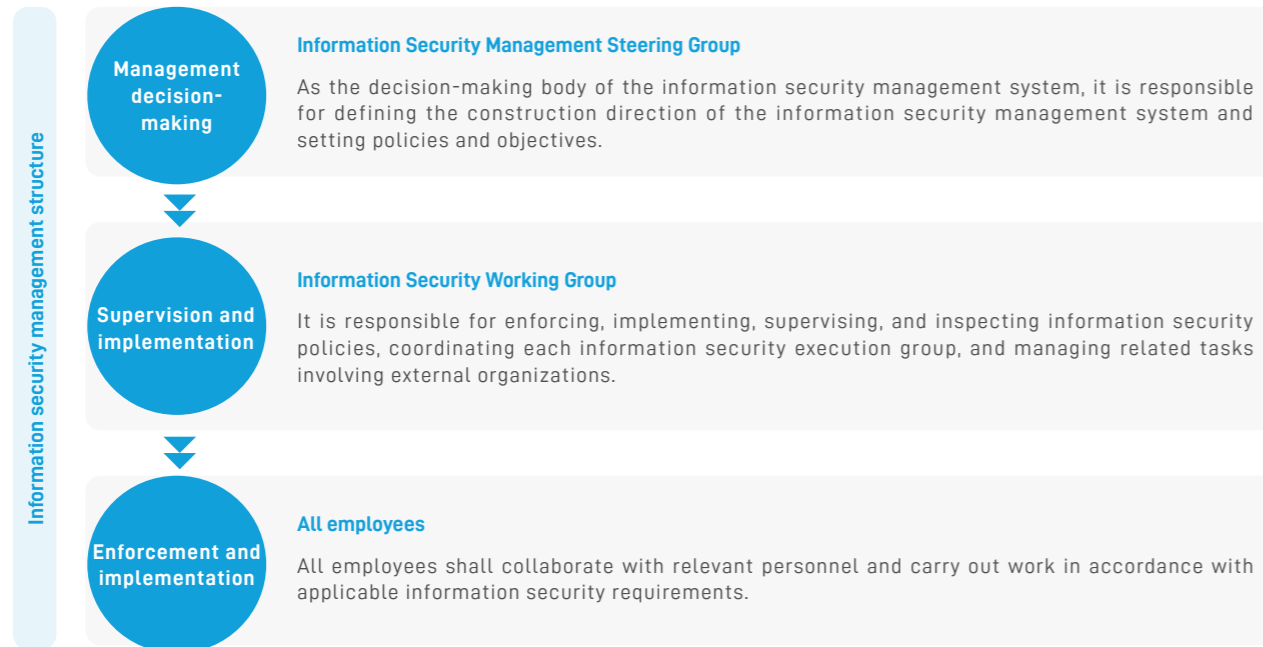 Information security management structure
Management
decision-
making
Information Security Management Steering Group
As the decision-making body of the information security management system, it is responsible
for defining the construction direction of the information security management system and
setting policies and objectives.
Supervision and
implementation
Information Security Working Group
It is responsible for enforcing, implementing, supervising, and inspecting information security
policies, coordinating each information security execution group, and managing related tasks
involving external organizations.
Enforcement and
implementation
All employees
All employees shall collaborate with relevant personnel and carry out work in accordance with
applicable information security requirements.